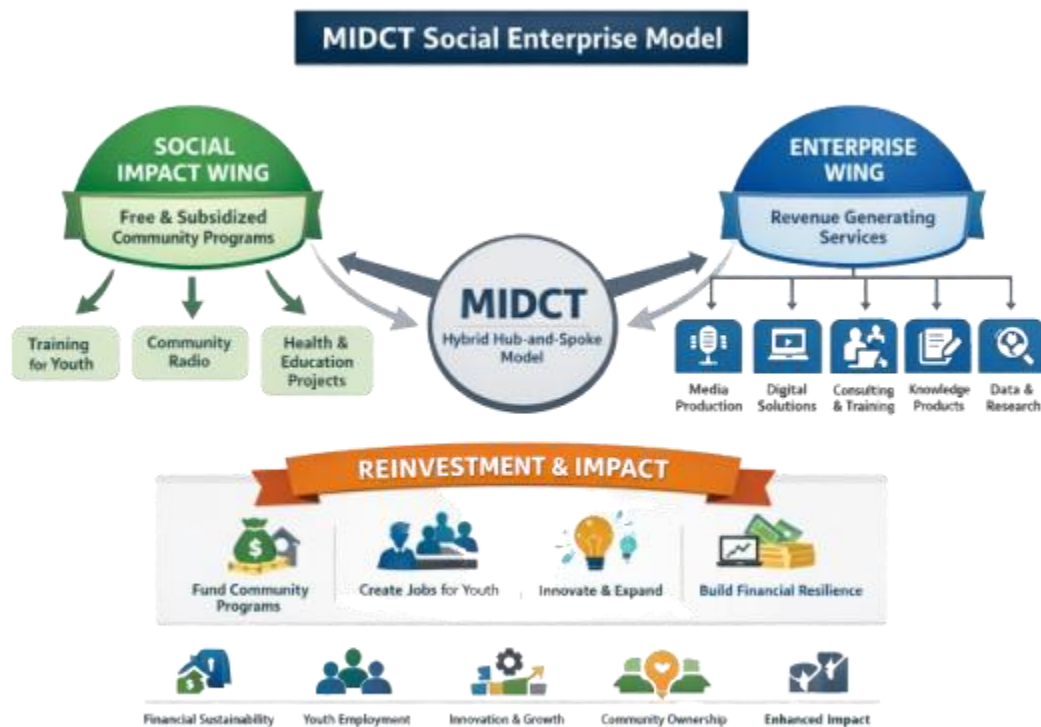 MIDCT Social Enterprise Model
SOCIAL
IMPACT WING
Free & Subsidized
Community Programs
Training
for Youth
Community
Radio
Health &
Education
Projects
MIDCT
Hybrid Hub-and-Spoke
Model
ENTERPRISE
WING
Revenue Generating
Services
Media
Production
Digital
Solutions
Consulting
& Training
Knowledge
Products
Data &
Research
REINVESTMENT & IMPACT
$
Fund Community
Programs
Create Jobs for Youth
Innovate & Expand
Build Financial Resilience
$
Financial Sustainability
Youth Employment
Innovation & Growth
Community Ownership
Enhanced Impact